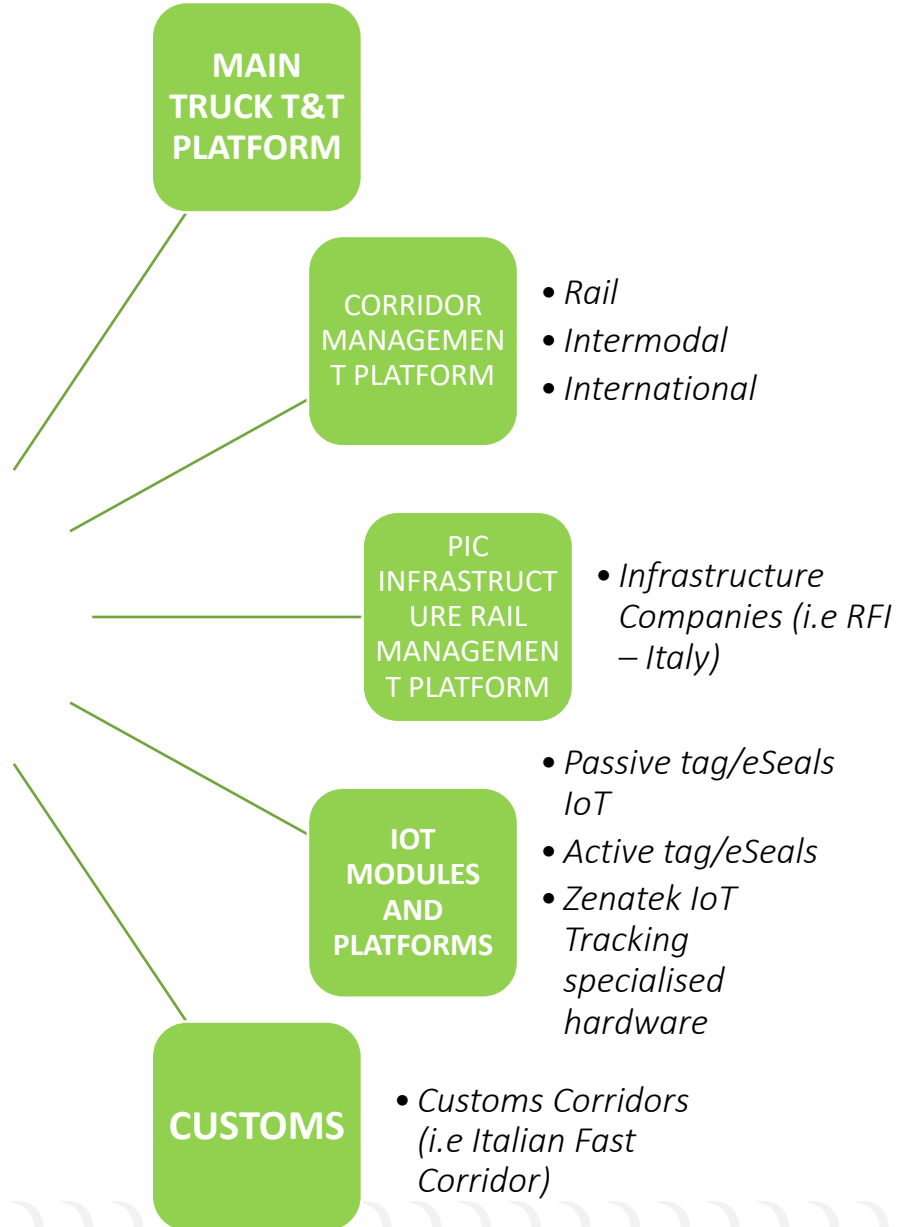 MAIN
TRUCK T&T
PLATFORM
CORRIDOR
MANAGEMEN
T PLATFORM
• Rail
• Intermodal
• International
PIC
INFRASTRUCT
URE RAIL
MANAGEMEN
T PLATFORM
• Infrastructure
Companies (i.e RFI
– Italy)
IOT
MODULES
AND
PLATFORMS
• Passive tag/eSeals
IoT
• Active tag/eSeals
• Zenatek IoT
Tracking
specialised
hardware
CUSTOMS
• Customs Corridors
(i.e Italian Fast
Corridor)